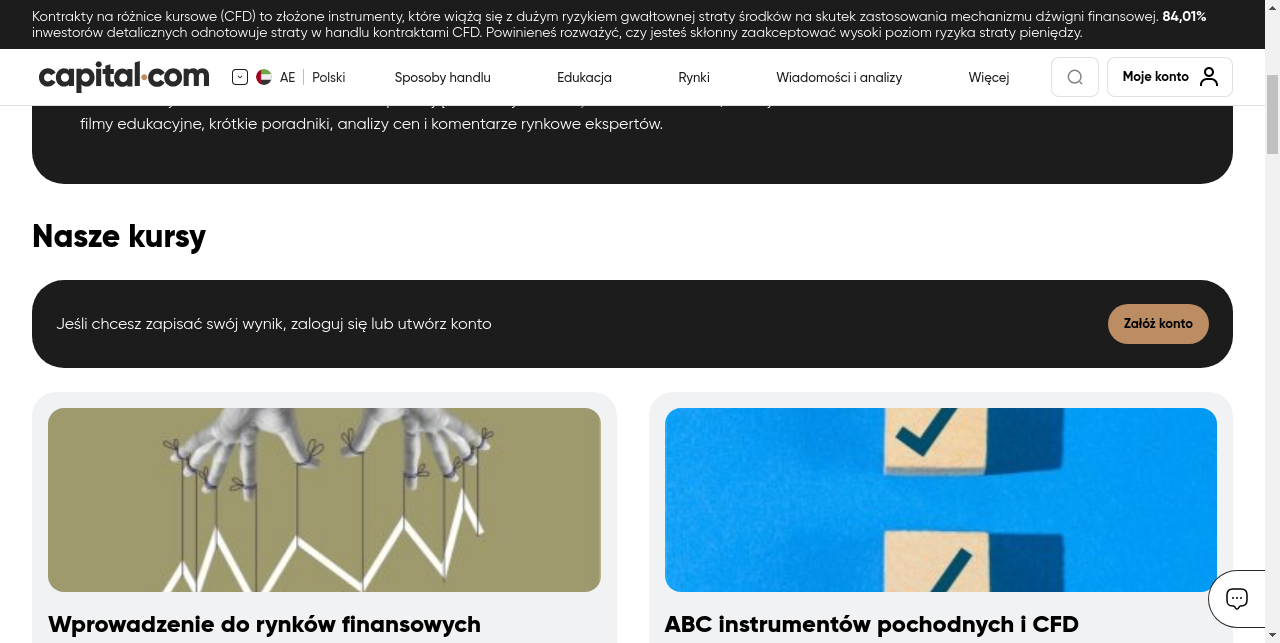 Kontrakty na różnice kursowe (CFD) to złożone instrumenty, które wiążą się z dużym ryzykiem gwałtownej straty środków na skutek zastosowania mechanizmu dźwigni finansowej. 84,01%
inwestorów detalicznych odnotowuje straty w handlu kontraktami CFD. Powinieneś rozważyć, czy jesteś skłonny zaakceptować wysoki poziom ryzyka straty pieniędzy.
capital.com AE Polski Sposoby handlu Edukacja Rynki Wiadomości i analizy Więcej Moje konto
filmy edukacyjne, krótkie poradniki, analizy cen i komentarze rynkowe ekspertów.
Nasze kursy
Jeśli chcesz zapisać swój wynik, zaloguj się lub utwórz konto Załóż konto
Wprowadzenie do rynków finansowych
ABC instrumentów pochodnych i CFD